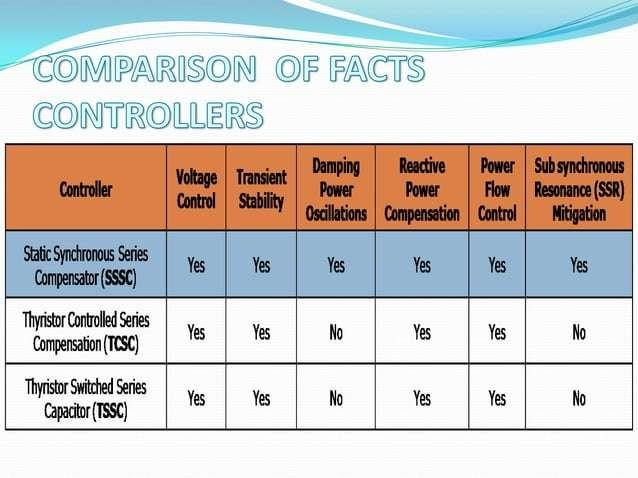 COMPARISON OF FACTS
CONTROLLERS
Controller
Voltage
Control
Transient
Stability
Damping
Power
Oscillations
Reactive
Power
Compensation
Power
Flow
Control
Sub synchronous
Resonance (SSR)
Mitigation
Static Synchronous Series
Compensator (SSSC)
Yes
Yes
Yes
Yes
Yes
Yes
Thyristor Controlled Series
Compensation (TCSC)
Yes
Yes
No
Yes
Yes
No
Thyristor Switched Series
Capacitor (TSSC)
Yes
Yes
No
Yes
Yes
No